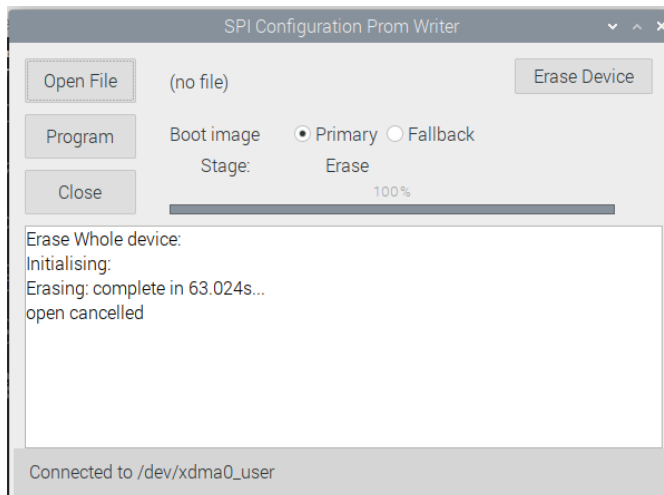 SPI Configuration Prom Writer
Open File
(no file)
Erase Device
Program
Boot image
Primary
Fallback
Stage:
Erase
Close
100%
Erase Whole device:
Initialising:
Erasing: complete in 63.024s...
open cancelled
Connected to /dev/xdma0_user